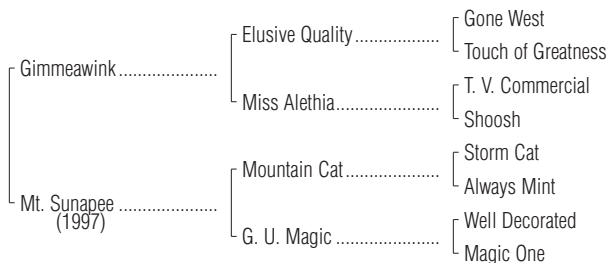 Gone West
Elusive Quality..................
Touch of Greatness
Gimmeawink.....................
T. V. Commercial
Miss Alethia......................
Shoosh
Storm Cat
Mountain Cat....................
Always Mint
Mt. Sunapee .....................
(1997)
Well Decorated
G. U. Magic ......................
Magic One